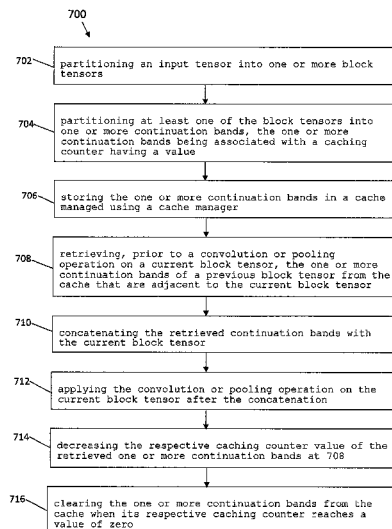 700
702
partitioning an input tensor into one or more block
tensors
704
partitioning at least one of the block tensors into
one or more continuation bands, the one or more
continuation bands being associated with a caching
counter having a value
706
storing the one or more continuation bands in a cache
managed using a cache manager
708
retrieving, prior to a convolution or pooling
operation on a current block tensor, the one or more
continuation bands of a previous block tensor from the
cache that are adjacent to the current block tensor
710
concatenating the retrieved continuation bands with
the current block tensor
712
applying the convolution or pooling operation on the
current block tensor after the concatenation
714
decreasing the respective caching counter value of the
retrieved one or more continuation bands at 708
716
clearing the one or more continuation bands from the
cache when its respective caching counter reaches a
value of zero